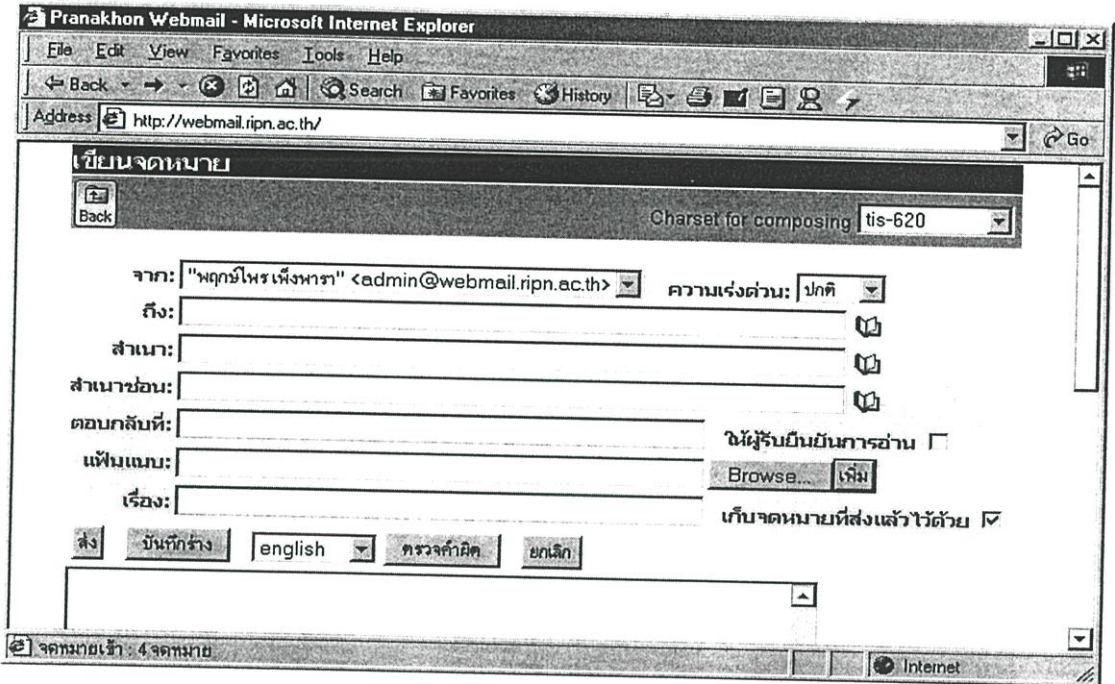 Pranakhon Webmail - Microsoft Internet Explorer
File Edit View Favorites Tools Help
Back Search Favorites History
Address http://webmail.ripn.ac.th/ Go
เขียนจดหมาย
Back Charset for composing tis-620
จาก: "พฤกษ์ไพร เพ็งพารา" <admin@webmail.ripn.ac.th> ความเร่งด่วน: ปกติ
ถึง:
สำเนา:
สำเนาซ่อน:
ตอบกลับที่: ให้ผู้รับยืนยันการอ่าน
แฟ้มแนบ: Browse... เพิ่ม
เรื่อง: เก็บจดหมายที่ส่งแล้วไว้ด้วย
ส่ง บันทึกร่าง english ตรวจคำผิด ยกเลิก
จดหมายเข้า : 4 จดหมาย Internet